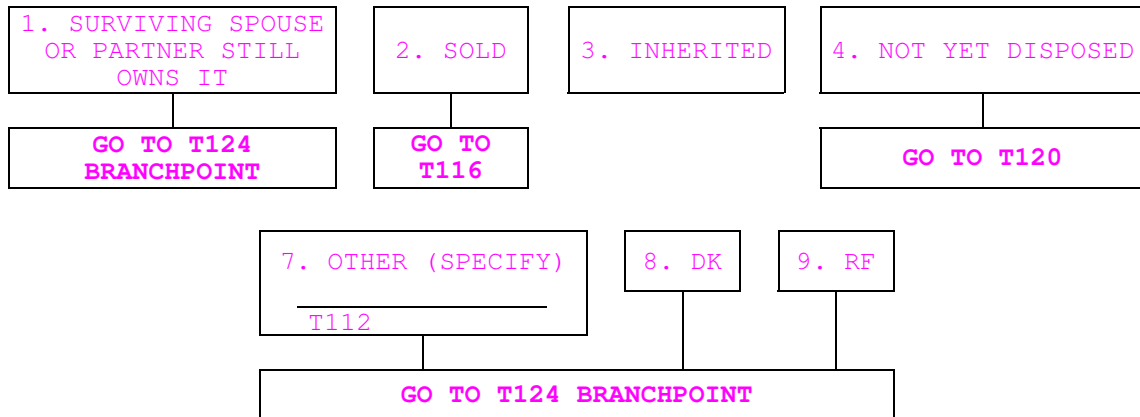 1. SURVIVING SPOUSE
OR PARTNER STILL
OWNS IT
2. SOLD
3. INHERITED
4. NOT YET DISPOSED
GO TO T124
BRANCHPOINT
GO TO
T116
GO TO T120
7. OTHER (SPECIFY)
T112
8. DK
9. RF
GO TO T124 BRANCHPOINT